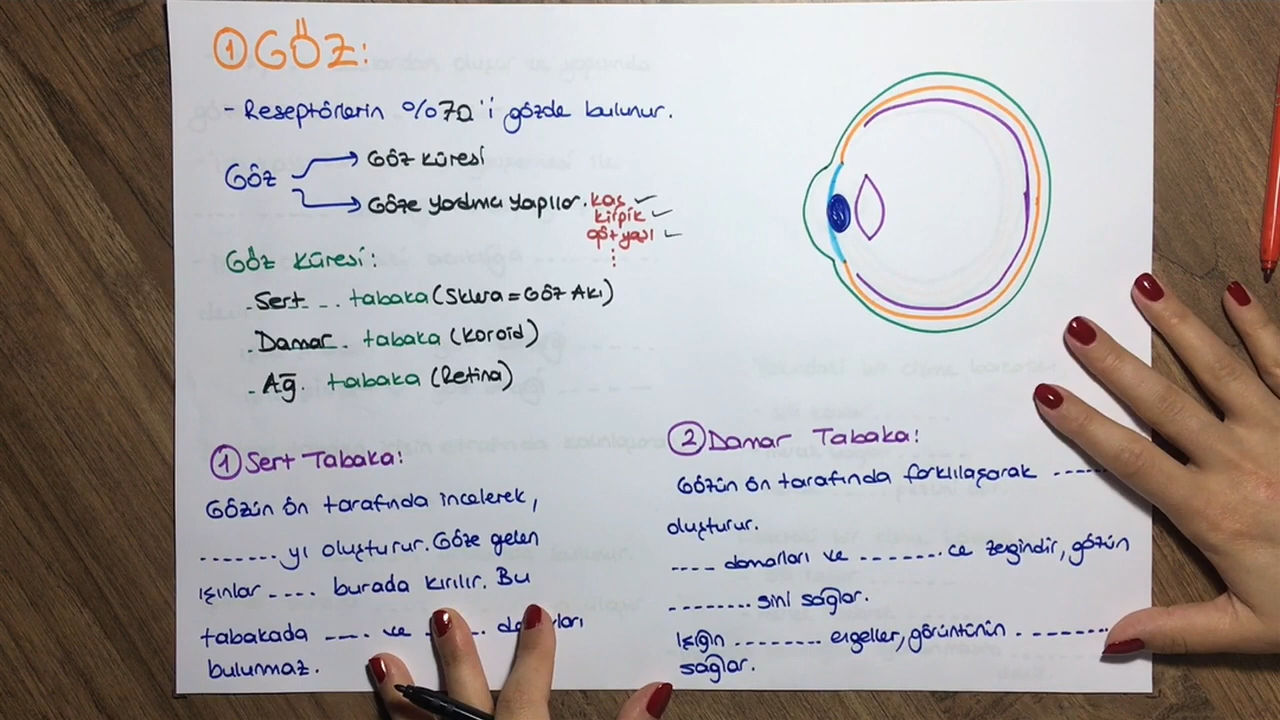 ① GÖZ:
- Reseptörlerin %70'i gözde bulunur.
Göz
Göz küresi
Göze yardımcı yapılar.
kaş ✓
kirpik ✓
göz yaşı ✓
Göz küresi:
- Sert tabaka (Sklera = Göz Akı)
- Damar tabaka (Koroid)
- Ağ tabaka (Retina)
① Sert Tabaka:
Gözün ön tarafında incelerek,
........ yı oluşturur. Göze gelen
ışınlar .... burada kırılır. Bu
tabakada .... ve .... damarları
bulunmaz.
② Damar Tabaka:
Gözün ön tarafında farklılaşarak ......
oluşturur.
.... damarları ve ....... ce zengindir, gözün
........ sini sağlar.
Işığın ........ engeller, görüntünün ........
sağlar.